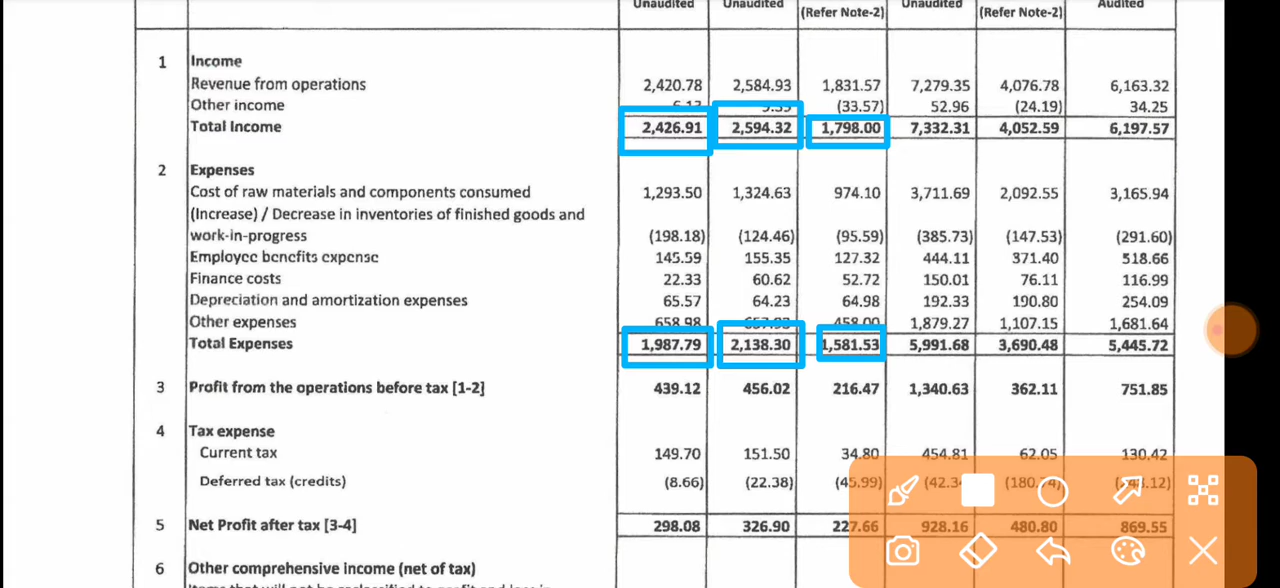 Unaudited Unaudited (Refer Note-2) Unaudited (Refer Note-2) Audited
1 Income
Revenue from operations 2,420.78 2,584.93 1,831.57 7,279.35 4,076.78 6,163.32
Other income (33.57) 52.96 (24.19) 34.25
Total Income 2,426.91 2,594.32 1,798.00 7,332.31 4,052.59 6,197.57
2 Expenses
Cost of raw materials and components consumed 1,293.50 1,324.63 974.10 3,711.69 2,092.55 3,165.94
(Increase) / Decrease in inventories of finished goods and
work-in-progress (198.18) (124.46) (95.59) (385.73) (147.53) (291.60)
Employee benefits expense 145.59 155.35 127.32 444.11 371.40 518.66
Finance costs 22.33 60.62 52.72 150.01 76.11 116.99
Depreciation and amortization expenses 65.57 64.23 64.98 192.33 190.80 254.09
Other expenses 658.98 458.00 1,879.27 1,107.15 1,681.64
Total Expenses 1,987.79 2,138.30 1,581.53 5,991.68 3,690.48 5,445.72
3 Profit from the operations before tax [1-2] 439.12 456.02 216.47 1,340.63 362.11 751.85
4 Tax expense
Current tax 149.70 151.50 34.80 454.81 62.05 130.42
Deferred tax (credits) (8.66) (22.38) (45.99)
5 Net Profit after tax [3-4] 298.08 326.90 227.66 928.16 480.80 869.55
6 Other comprehensive income (net of tax)